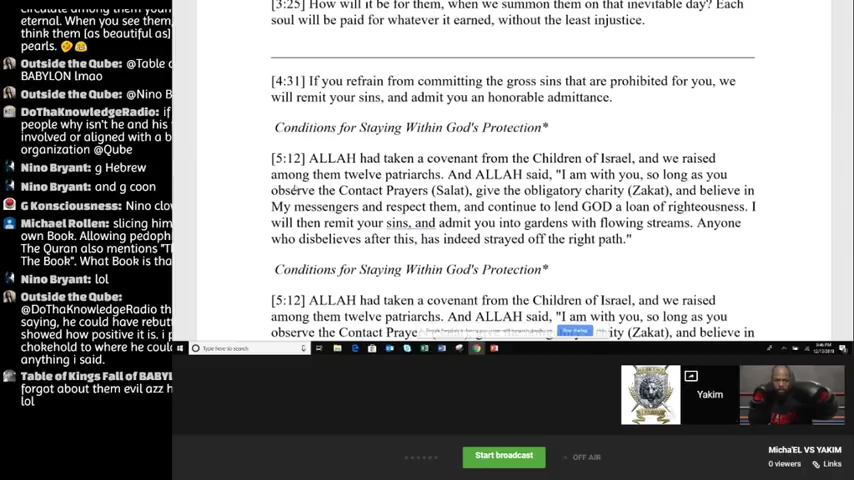 eternal. When you see them,
think them [as beautiful as]
pearls.
Outside the Qube: @Table o
BABYLON lmao
Outside the Qube: @Nino B
DoThaKnowledgeRadio: if
people why isn't he and his
involved or aligned with a b
organization @Qube
Nino Bryant: g Hebrew
Nino Bryant: and g coon
G Konsciousness: Nino clov
Michael Rollen: slicing him
own Book. Allowing pedoph
The Quran also mentions "Th
The Book". What Book is tha
Nino Bryant: lol
Outside the Qube:
@DoThaKnowledgeRadio th
saying, he could have rebutt
showed how positive it is. i p
chokehold to where he could
anything i said.
Table of Kings Fall of BABYL
forgot about them evil azz h
lol
[3:25] How will it be for them, when we summon them on that inevitable day? Each
soul will be paid for whatever it earned, without the least injustice.
[4:31] If you refrain from committing the gross sins that are prohibited for you, we
will remit your sins, and admit you an honorable admittance.
Conditions for Staying Within God's Protection*
[5:12] ALLAH had taken a covenant from the Children of Israel, and we raised
among them twelve patriarchs. And ALLAH said, "I am with you, so long as you
observe the Contact Prayers (Salat), give the obligatory charity (Zakat), and believe in
My messengers and respect them, and continue to lend GOD a loan of righteousness. I
will then remit your sins, and admit you into gardens with flowing streams. Anyone
who disbelieves after this, has indeed strayed off the right path."
Conditions for Staying Within God's Protection*
[5:12] ALLAH had taken a covenant from the Children of Israel, and we raised
among them twelve patriarchs. And ALLAH said, "I am with you, so long as you
observe the Contact Praye ity (Zakat), and believe in
Type here to search
Yakim
Start broadcast
OFF AIR
Micha'EL VS YAKIM
0 viewers Links